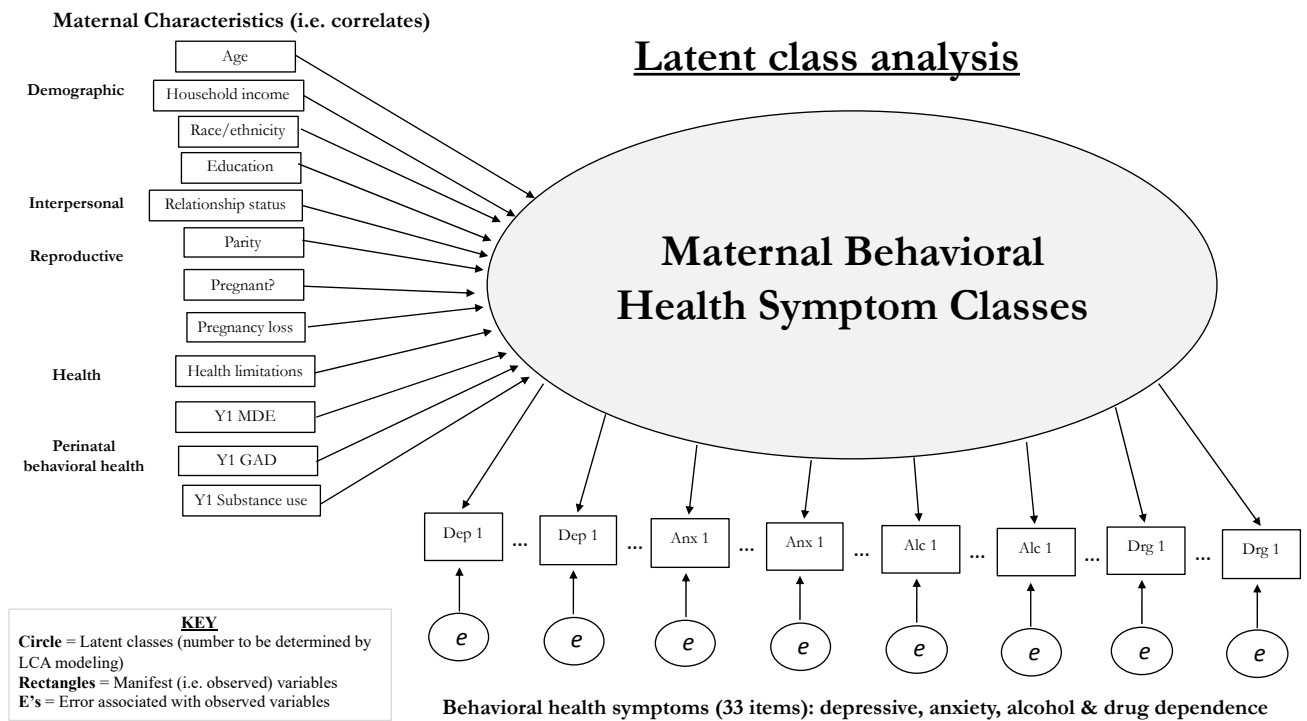 Maternal Characteristics (i.e. correlates)
Latent class analysis
Age
Demographic
Household income
Race/ethnicity
Education
Interpersonal
Relationship status
Reproductive
Parity
Pregnant?
Pregnancy loss
Health
Health limitations
Y1 MDE
Perinatal
behavioral health
Y1 GAD
Y1 Substance use
Maternal Behavioral
Health Symptom Classes
Dep 1 ... Dep 1 ... Anx 1 ... Anx 1 ... Alc 1 ... Alc 1 ... Drg 1 ... Drg 1
e e e e e e e e
KEY
Circle = Latent classes (number to be determined by
LCA modeling)
Rectangles = Manifest (i.e. observed) variables
E's = Error associated with observed variables
Behavioral health symptoms (33 items): depressive, anxiety, alcohol & drug dependence